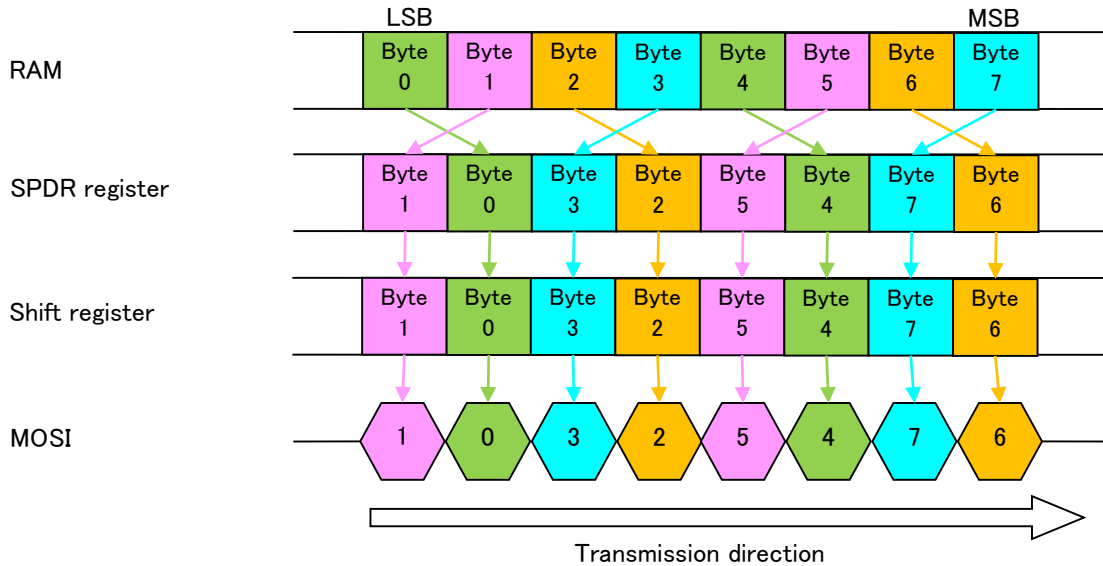 LSB MSB
RAM Byte Byte Byte Byte Byte Byte Byte Byte
0 1 2 3 4 5 6 7
SPDR register Byte Byte Byte Byte Byte Byte Byte Byte
1 0 3 2 5 4 7 6
Shift register Byte Byte Byte Byte Byte Byte Byte Byte
1 0 3 2 5 4 7 6
MOSI 1 0 3 2 5 4 7 6
Transmission direction